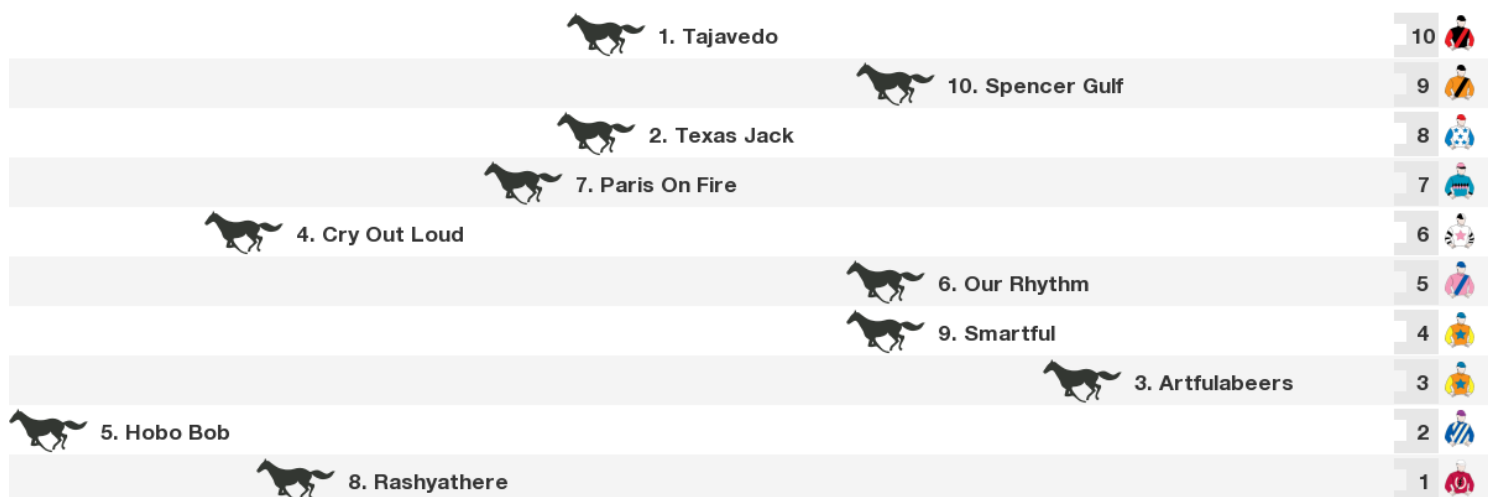 1. Tajavedo 10
10. Spencer Gulf 9
2. Texas Jack 8
7. Paris On Fire 7
4. Cry Out Loud 6
6. Our Rhythm 5
9. Smartful 4
3. Artfulabeers 3
5. Hobo Bob 2
8. Rashyathere 1